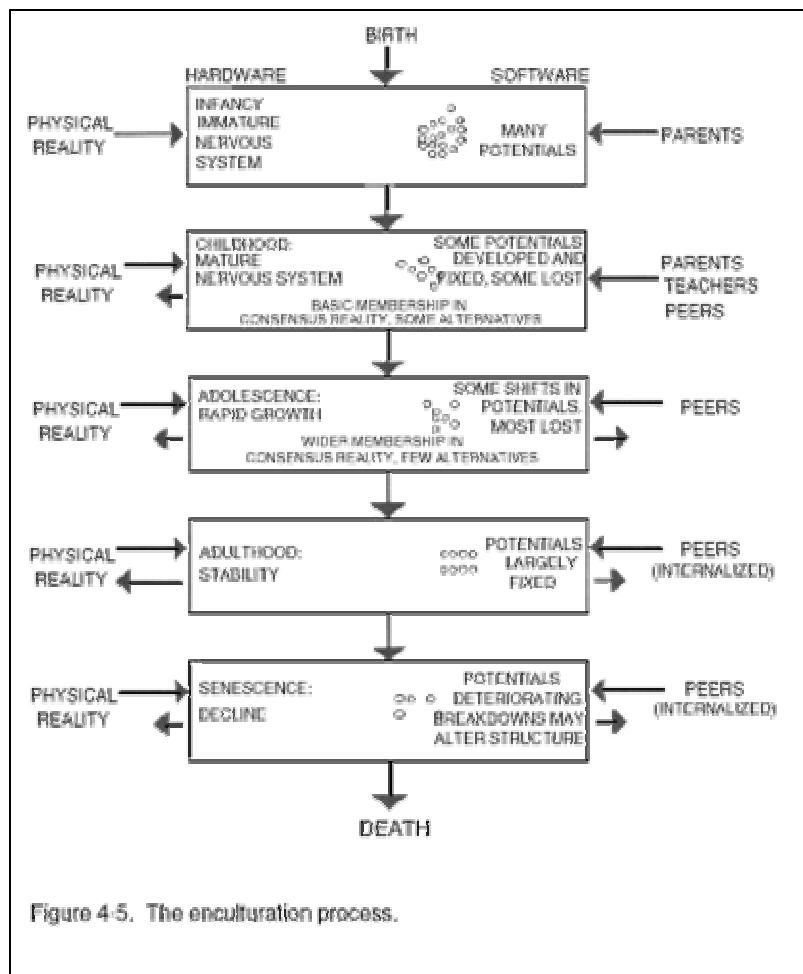 BIRTH
HARDWARE
SOFTWARE
PHYSICAL
REALITY
INFANCY
IMMATURE
NERVOUS
SYSTEM
MANY
POTENTIALS
PARENTS
PHYSICAL
REALITY
CHILDHOOD:
MATURE
NERVOUS SYSTEM
SOME POTENTIALS
DEVELOPED AND
FIXED, SOME LOST
BASIC MEMBERSHIP IN
CONSENSUS REALITY, SOME ALTERNATIVES
PARENTS
TEACHERS
PEERS
PHYSICAL
REALITY
ADOLESCENCE:
RAPID GROWTH
SOME SHIFTS IN
POTENTIALS,
MOST LOST
WIDER MEMBERSHIP IN
CONSENSUS REALITY, FEW ALTERNATIVES
PEERS
PHYSICAL
REALITY
ADULTHOOD:
STABILITY
POTENTIALS
LARGELY
FIXED
PEERS
(INTERNALIZED)
PHYSICAL
REALITY
SENESCENCE:
DECLINE
POTENTIALS
DETERIORATING.
BREAKDOWNS MAY
ALTER STRUCTURE
PEERS
(INTERNALIZED)
DEATH
Figure 4-5. The enculturation process.